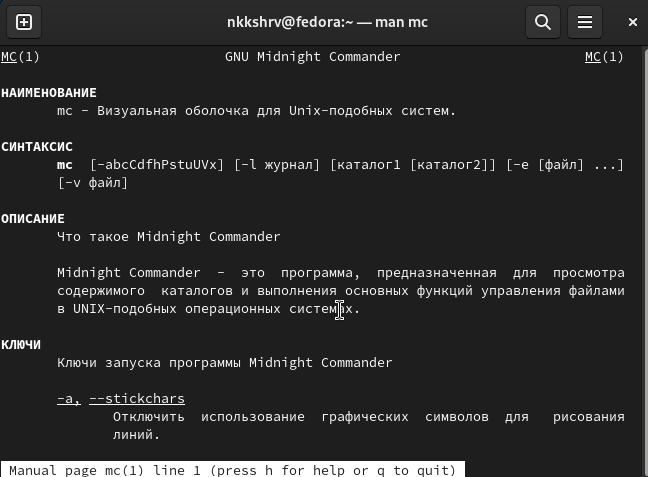 nkkshrv@fedora:~ — man mc
MC(1) GNU Midnight Commander MC(1)
НАИМЕНОВАНИЕ
mc - Визуальная оболочка для Unix-подобных систем.
СИНТАКСИС
mc [-abcCdfhPstuUVx] [-l журнал] [каталог1 [каталог2]] [-e [файл] ...]
[-v файл]
ОПИСАНИЕ
Что такое Midnight Commander
Midnight Commander - это программа, предназначенная для просмотра
содержимого каталогов и выполнения основных функций управления файлами
в UNIX-подобных операционных системах.
КЛЮЧИ
Ключи запуска программы Midnight Commander
-a, --stickchars
Отключить использование графических символов для рисования
линий.
Manual page mc(1) line 1 (press h for help or q to quit)